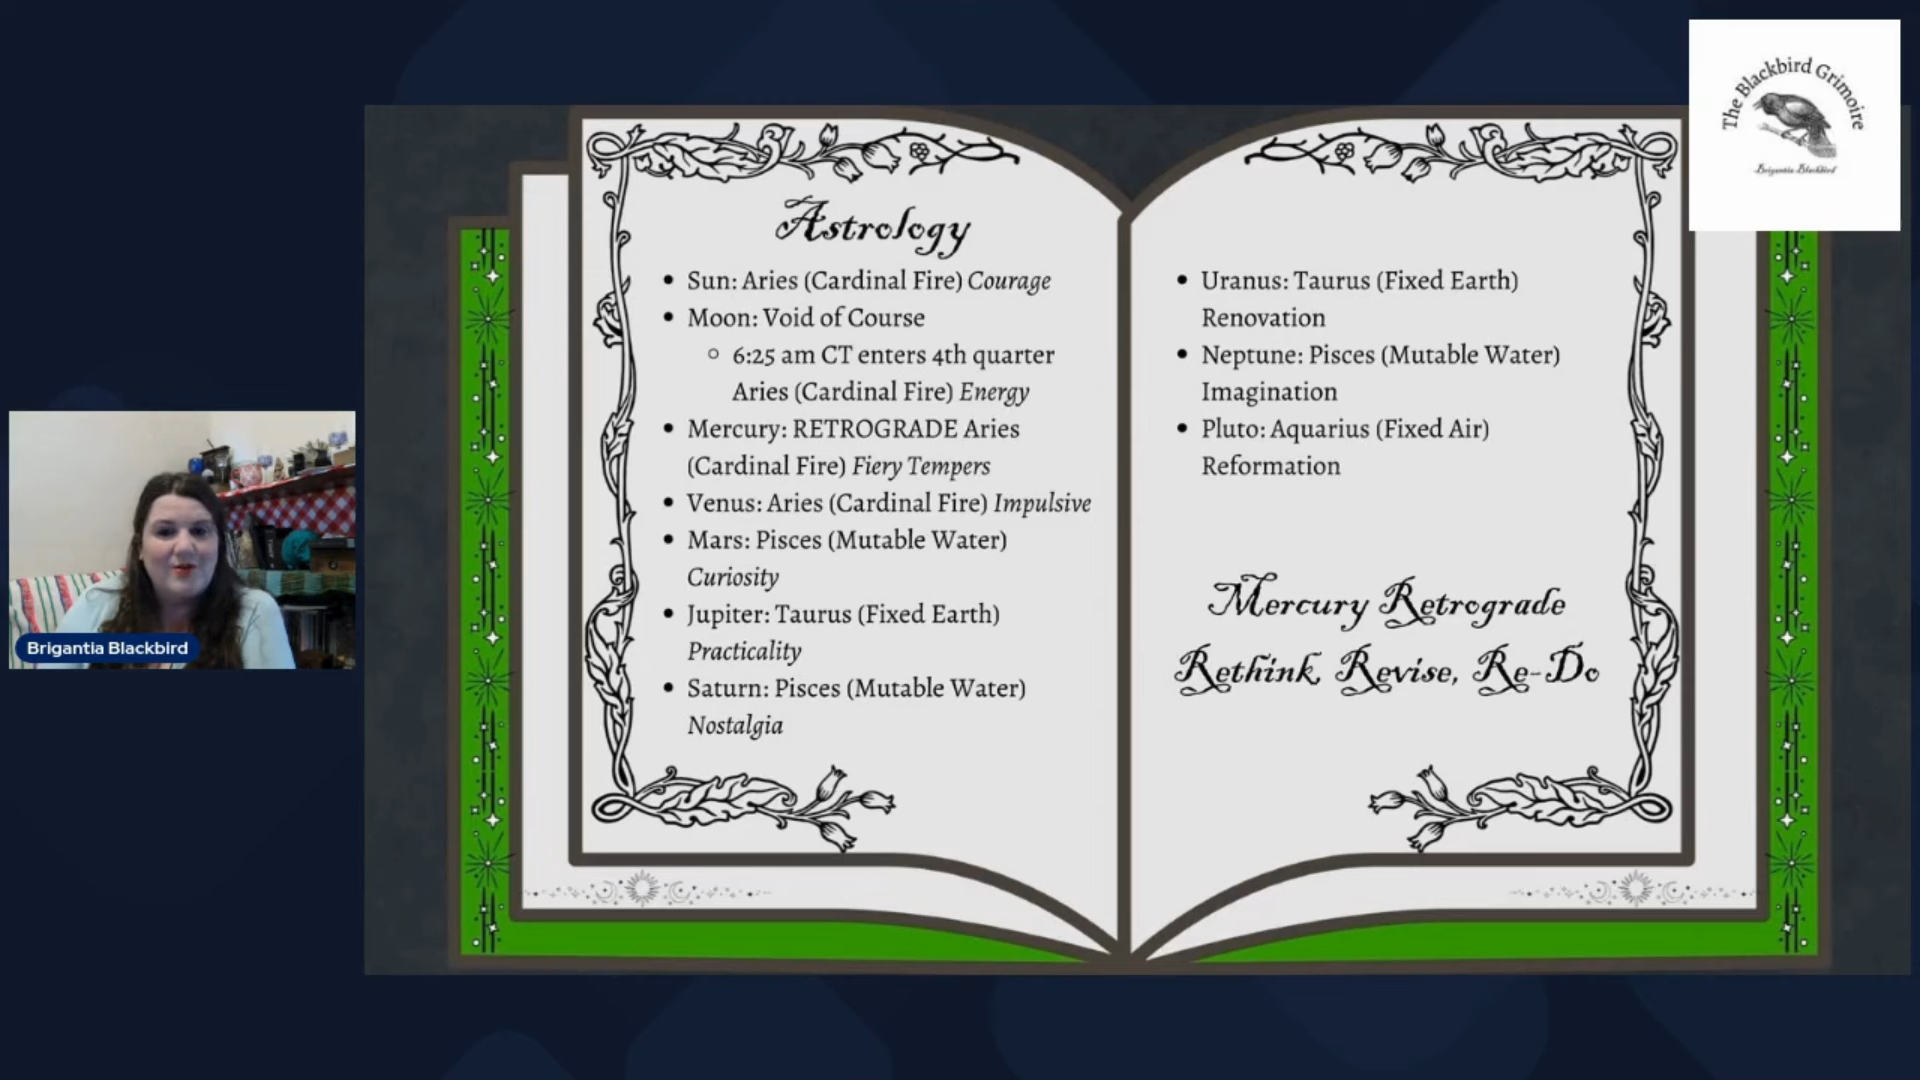 The Blackbird Grimoire
Brigantia Blackbird
Astrology
• Sun: Aries (Cardinal Fire) Courage
• Moon: Void of Course
○ 6:25 am CT enters 4th quarter
Aries (Cardinal Fire) Energy
• Mercury: RETROGRADE Aries
(Cardinal Fire) Fiery Tempers
• Venus: Aries (Cardinal Fire) Impulsive
• Mars: Pisces (Mutable Water)
Curiosity
• Jupiter: Taurus (Fixed Earth)
Practicality
• Saturn: Pisces (Mutable Water)
Nostalgia
• Uranus: Taurus (Fixed Earth)
Renovation
• Neptune: Pisces (Mutable Water)
Imagination
• Pluto: Aquarius (Fixed Air)
Reformation
Mercury Retrograde
Rethink, Revise, Re-Do
Brigantia Blackbird